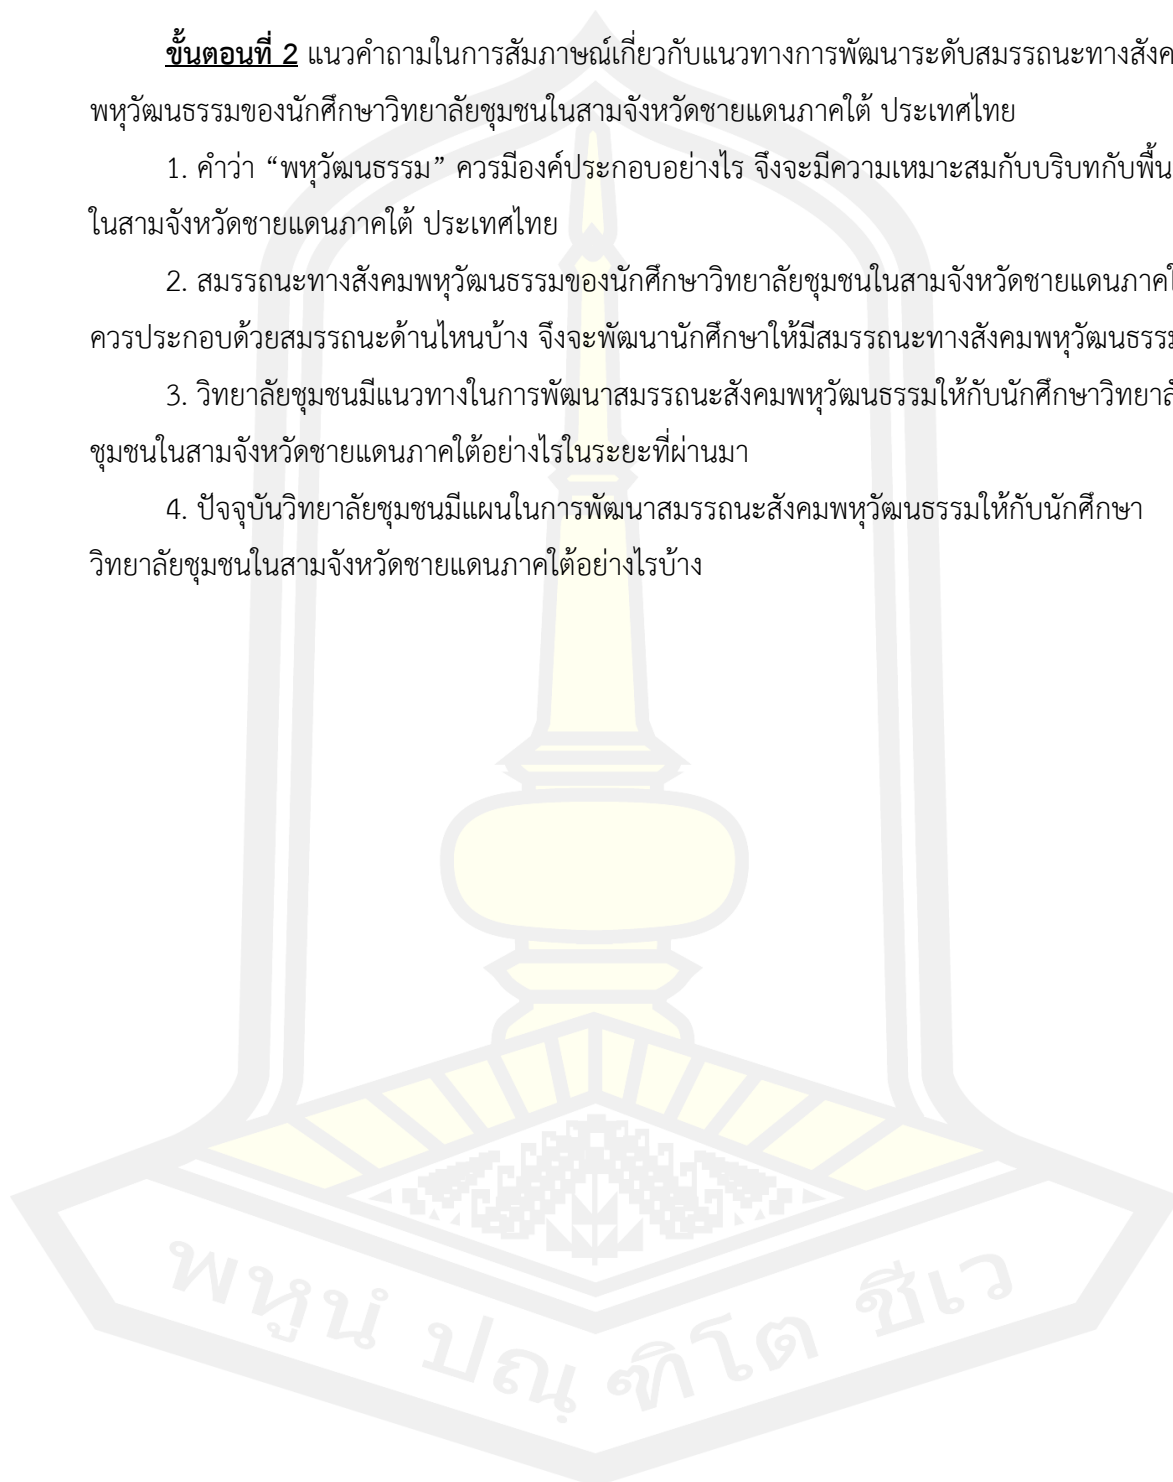 ขั้นตอนที่ 2 แนวคำถามในการสัมภาษณ์เกี่ยวกับแนวทางการพัฒนาระดับสมรรถนะทางสังค
พหุวัฒนธรรมของนักศึกษาวิทยาลัยชุมชนในสามจังหวัดชายแดนภาคใต้ ประเทศไทย
1. คำว่า “พหุวัฒนธรรม” ควรมีองค์ประกอบอย่างไร จึงจะมีความเหมาะสมกับบริบทกับพื้น
ในสามจังหวัดชายแดนภาคใต้ ประเทศไทย
2. สมรรถนะทางสังคมพหุวัฒนธรรมของนักศึกษาวิทยาลัยชุมชนในสามจังหวัดชายแดนภาคใ
ควรประกอบด้วยสมรรถนะด้านไหนบ้าง จึงจะพัฒนานักศึกษาให้มีสมรรถนะทางสังคมพหุวัฒนธรรม
3. วิทยาลัยชุมชนมีแนวทางในการพัฒนาสมรรถนะสังคมพหุวัฒนธรรมให้กับนักศึกษาวิทยาลั
ชุมชนในสามจังหวัดชายแดนภาคใต้อย่างไรในระยะที่ผ่านมา
4. ปัจจุบันวิทยาลัยชุมชนมีแผนในการพัฒนาสมรรถนะสังคมพหุวัฒนธรรมให้กับนักศึกษา
วิทยาลัยชุมชนในสามจังหวัดชายแดนภาคใต้อย่างไรบ้าง
พหูนํ ปณฺฑิโต ชีเว